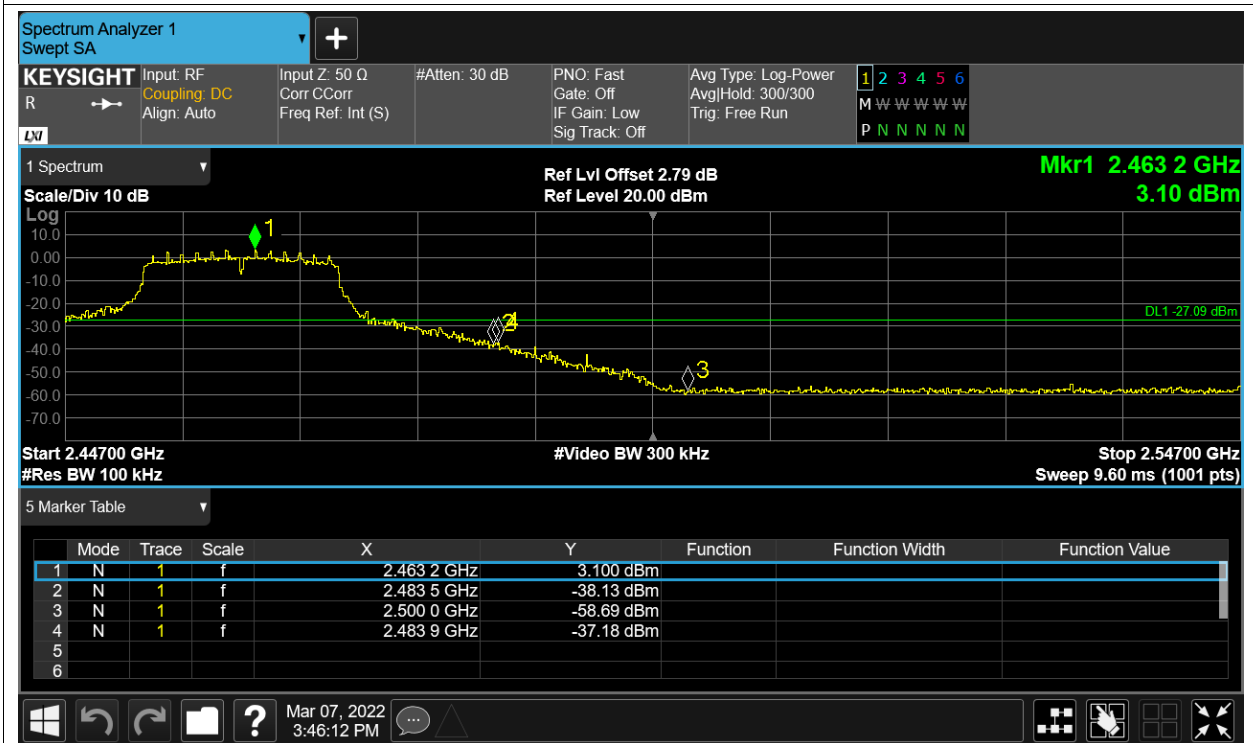 Spectrum Analyzer 1
Swept SA
+
KEYSIGHT
R
LXI
Input: RF
Coupling: DC
Align: Auto
Input Z: 50 Ω
Corr CCorr
Freq Ref: Int (S)
#Atten: 30 dB
PNO: Fast
Gate: Off
IF Gain: Low
Sig Track: Off
Avg Type: Log-Power
Avg|Hold: 300/300
Trig: Free Run
1 2 3 4 5 6
M W W W W W
P N N N N N
1 Spectrum
Scale/Div 10 dB
Ref Lvl Offset 2.79 dB
Ref Level 20.00 dBm
Mkr1 2.463 2 GHz
3.10 dBm
Log
10.0
0.00
-10.0
-20.0
-30.0
-40.0
-50.0
-60.0
-70.0
1
2
4
3
DL1 -27.09 dBm
Start 2.44700 GHz
#Video BW 300 kHz
Stop 2.54700 GHz
#Res BW 100 kHz
Sweep 9.60 ms (1001 pts)
5 Marker Table
Mode Trace Scale X Y Function Function Width Function Value
1 N 1 f 2.463 2 GHz 3.100 dBm
2 N 1 f 2.483 5 GHz -38.13 dBm
3 N 1 f 2.500 0 GHz -58.69 dBm
4 N 1 f 2.483 9 GHz -37.18 dBm
5
6
?
Mar 07, 2022
3:46:12 PM